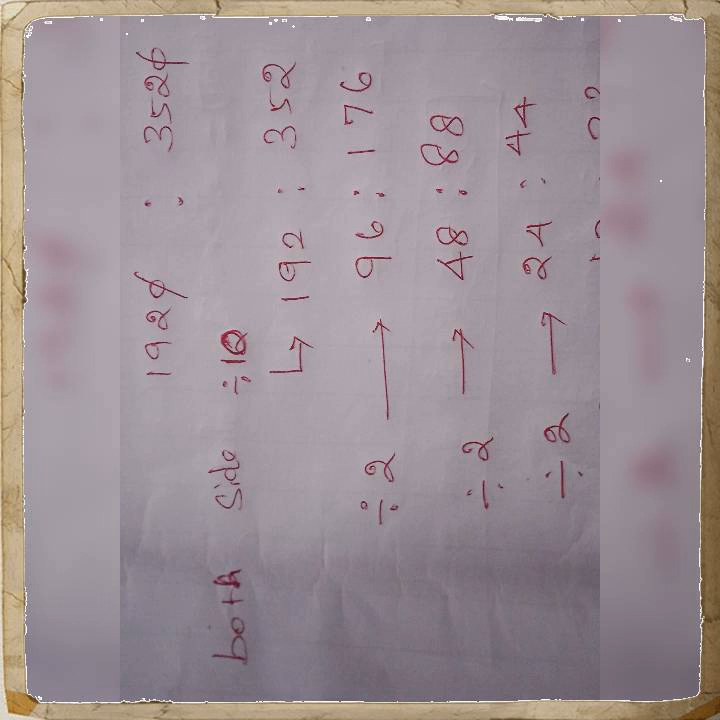 1920 : 3520
both side ÷10
↳ 192 : 352
÷2 → 96 : 176
÷2 → 48 : 88
÷2 → 24 : 44